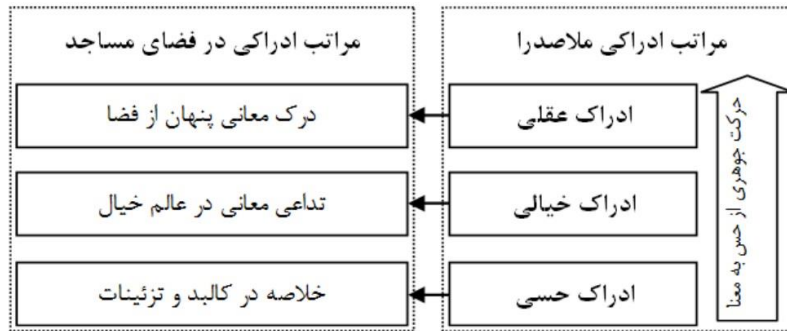 مراتب ادراکی ملاصدرا
مراتب ادراکی در فضای مساجد
حرکت جوهری از حس به معنا
ادراک عقلی
درک معانی پنهان از فضا
ادراک خیالی
تداعی معانی در عالم خیال
ادراک حسی
خلاصه در کالبد و تزئینات